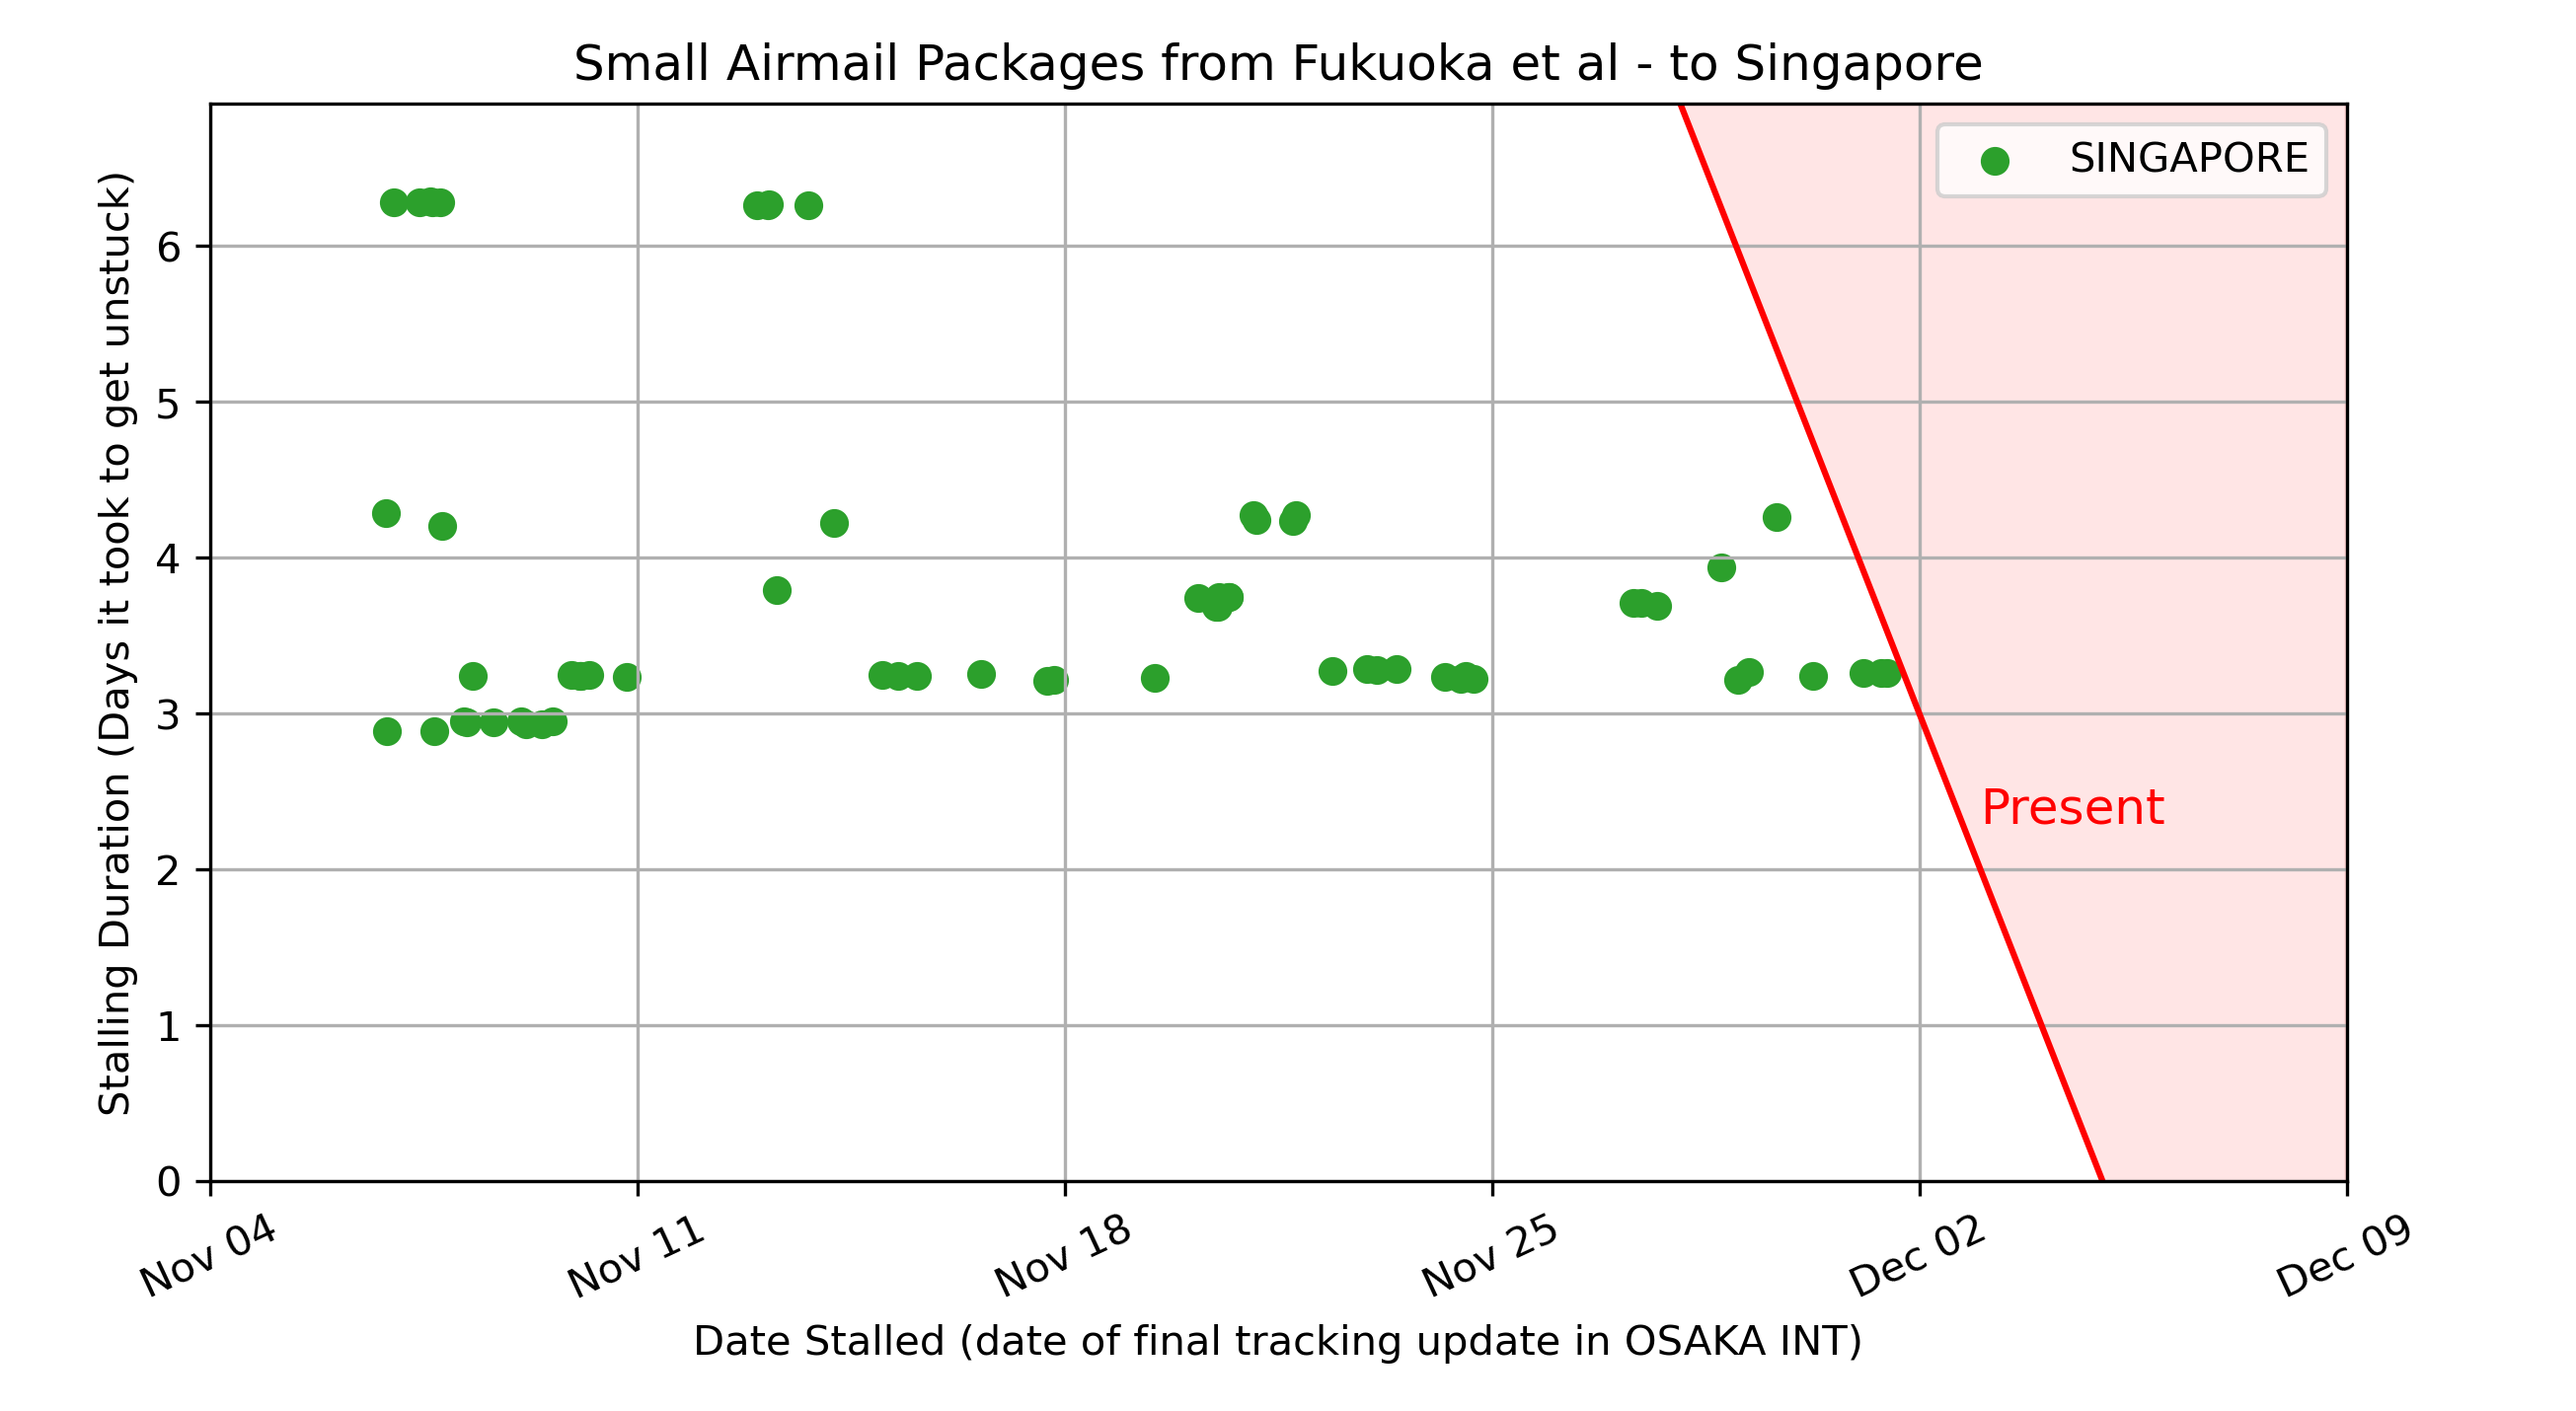 Small Airmail Packages from Fukuoka et al - to Singapore
SINGAPORE
Stalling Duration (Days it took to get unstuck)
6
5
4
3
2
1
0
Present
Nov 04
Nov 11
Nov 18
Nov 25
Dec 02
Dec 09
Date Stalled (date of final tracking update in OSAKA INT)